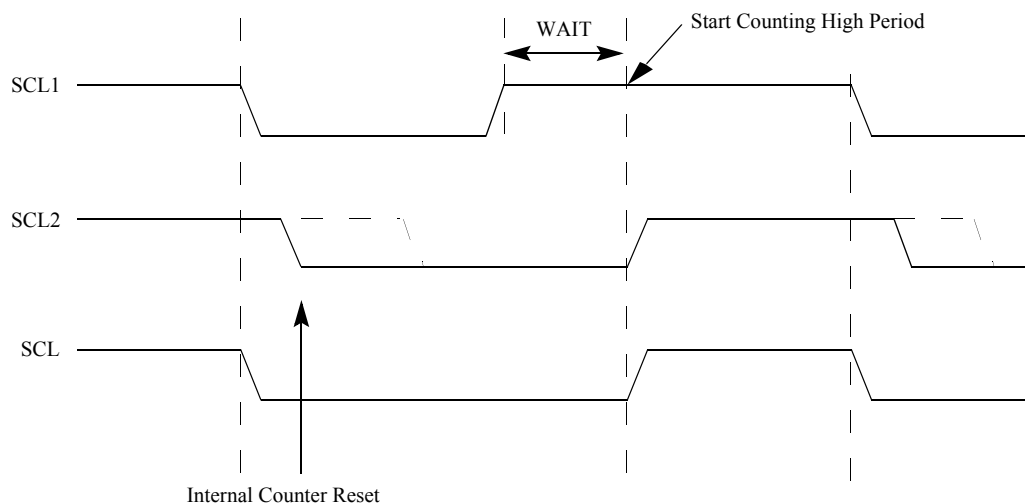 Start Counting High Period
WAIT
SCL1
SCL2
SCL
Internal Counter Reset